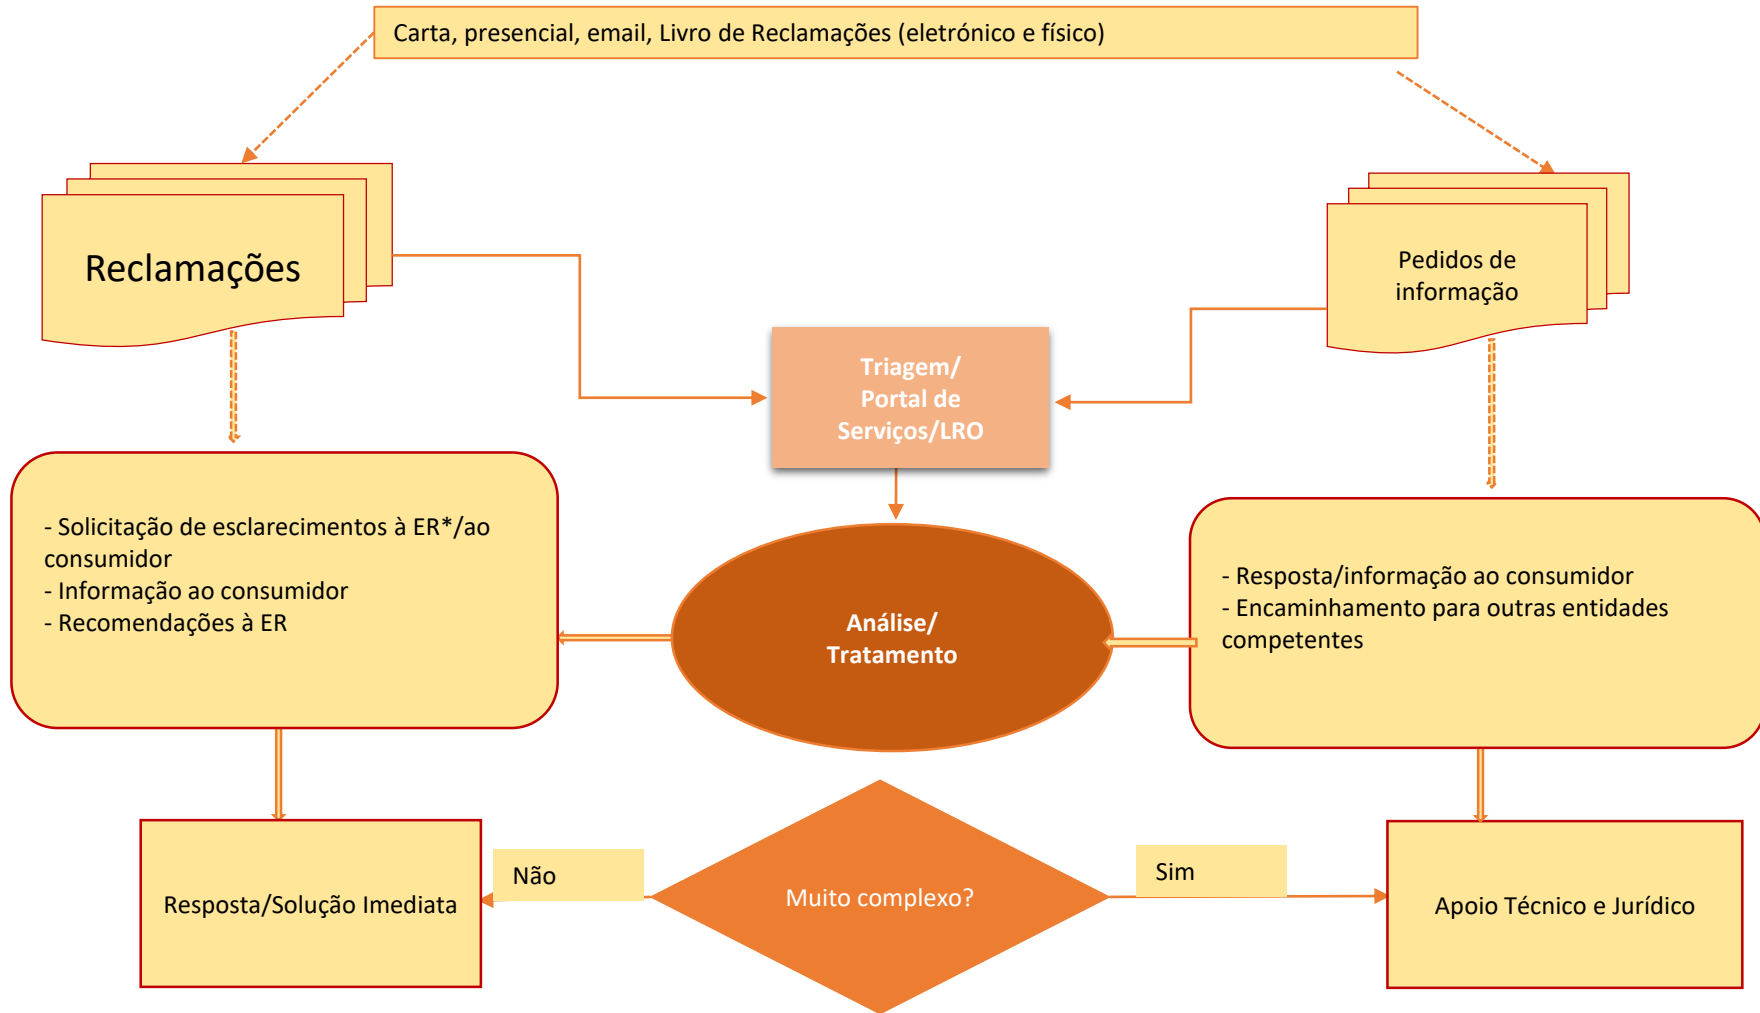 Carta, presencial, email, Livro de Reclamações (eletrónico e físico)
Reclamações
Pedidos de
informação
Triagem/
Portal de
Serviços/LRO
- Solicitação de esclarecimentos à ER*/ao
consumidor
- Informação ao consumidor
- Recomendações à ER
Análise/
Tratamento
- Resposta/informação ao consumidor
- Encaminhamento para outras entidades
competentes
Resposta/Solução Imediata
Não
Muito complexo?
Sim
Apoio Técnico e Jurídico